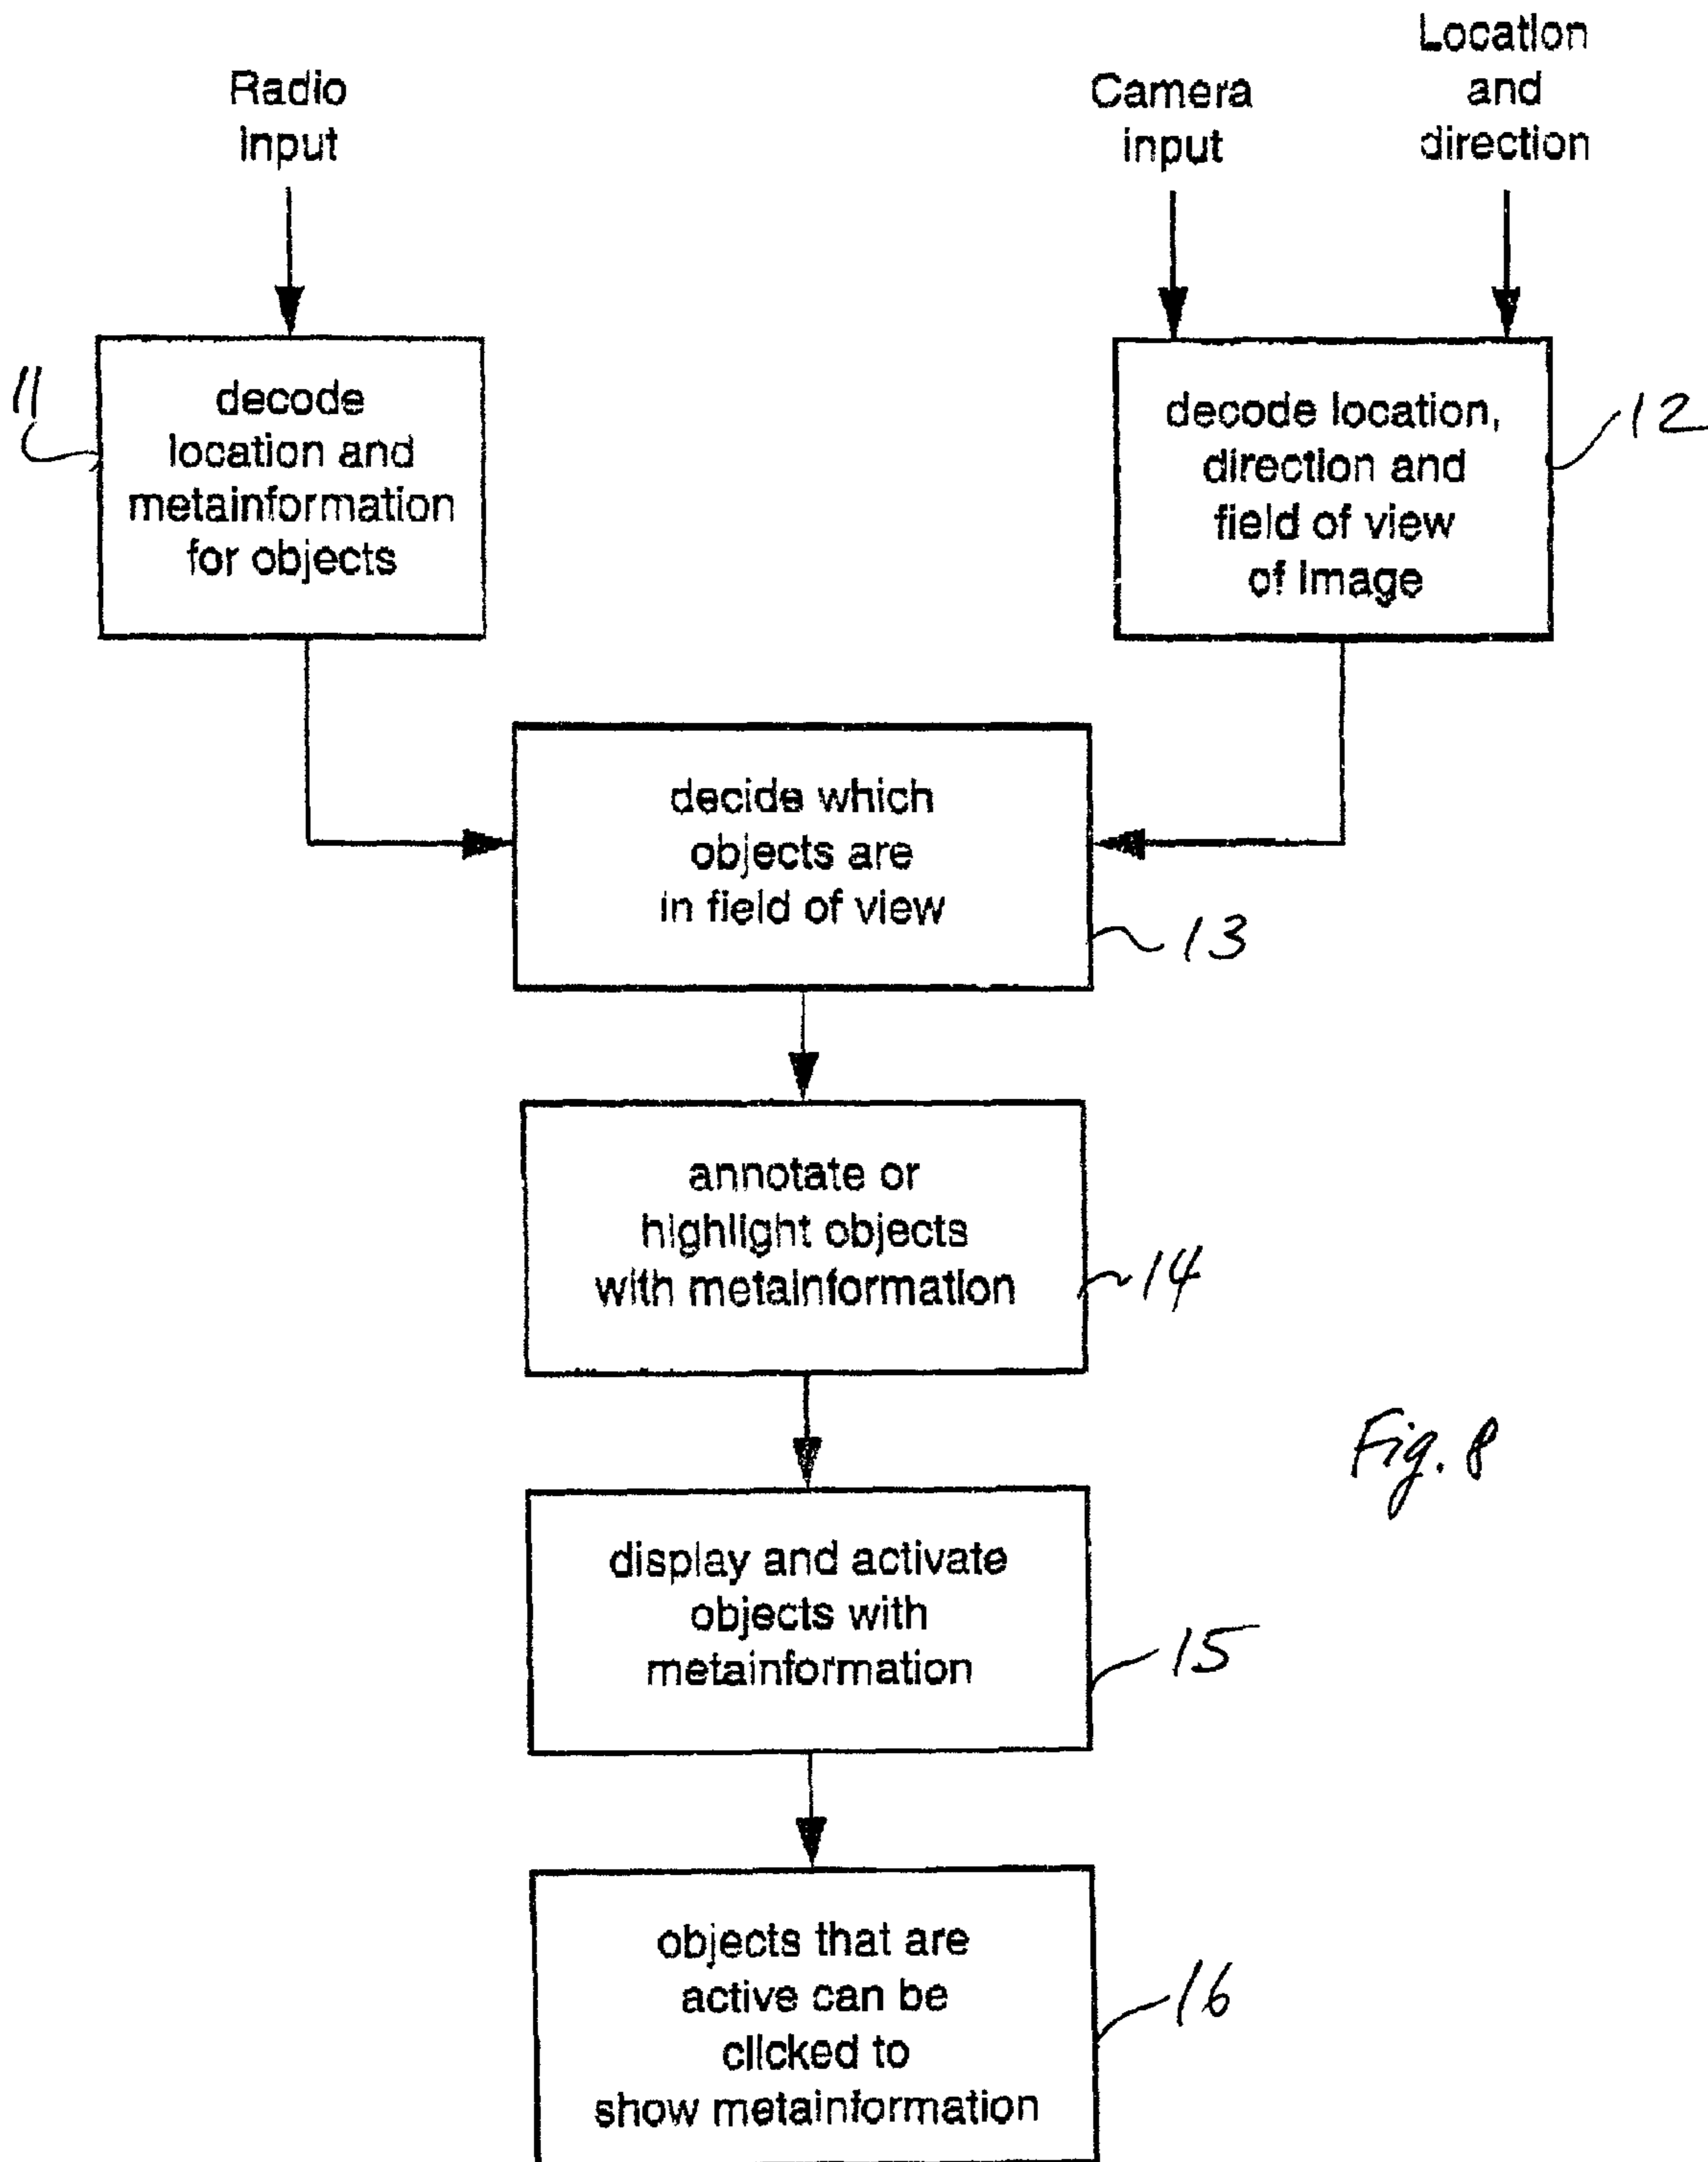 Radio
Input
Camera
input
Location
and
direction
11
decode
location and
metainformation
for objects
decode location,
direction and
field of view
of Image
12
decide which
objects are
in field of view
13
annotate or
highlight objects
with metainformation
14
Fig. 8
display and activate
objects with
metainformation
15
objects that are
active can be
clicked to
show metainformation
16